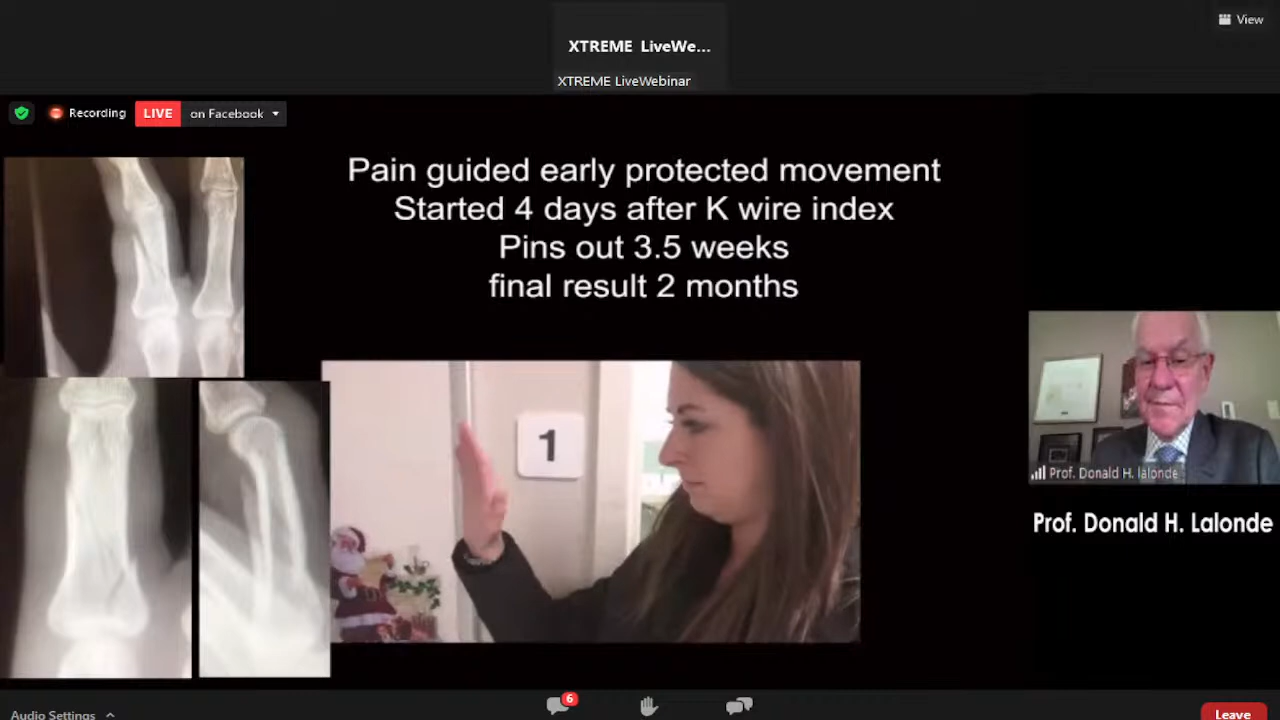 XTREME LiveWe...
XTREME LiveWebinar
View
Recording
LIVE
on Facebook
Pain guided early protected movement
Started 4 days after K wire index
Pins out 3.5 weeks
final result 2 months
1
Prof. Donald H. lalonde
Prof. Donald H. Lalonde
6
Audio Settings
Leave